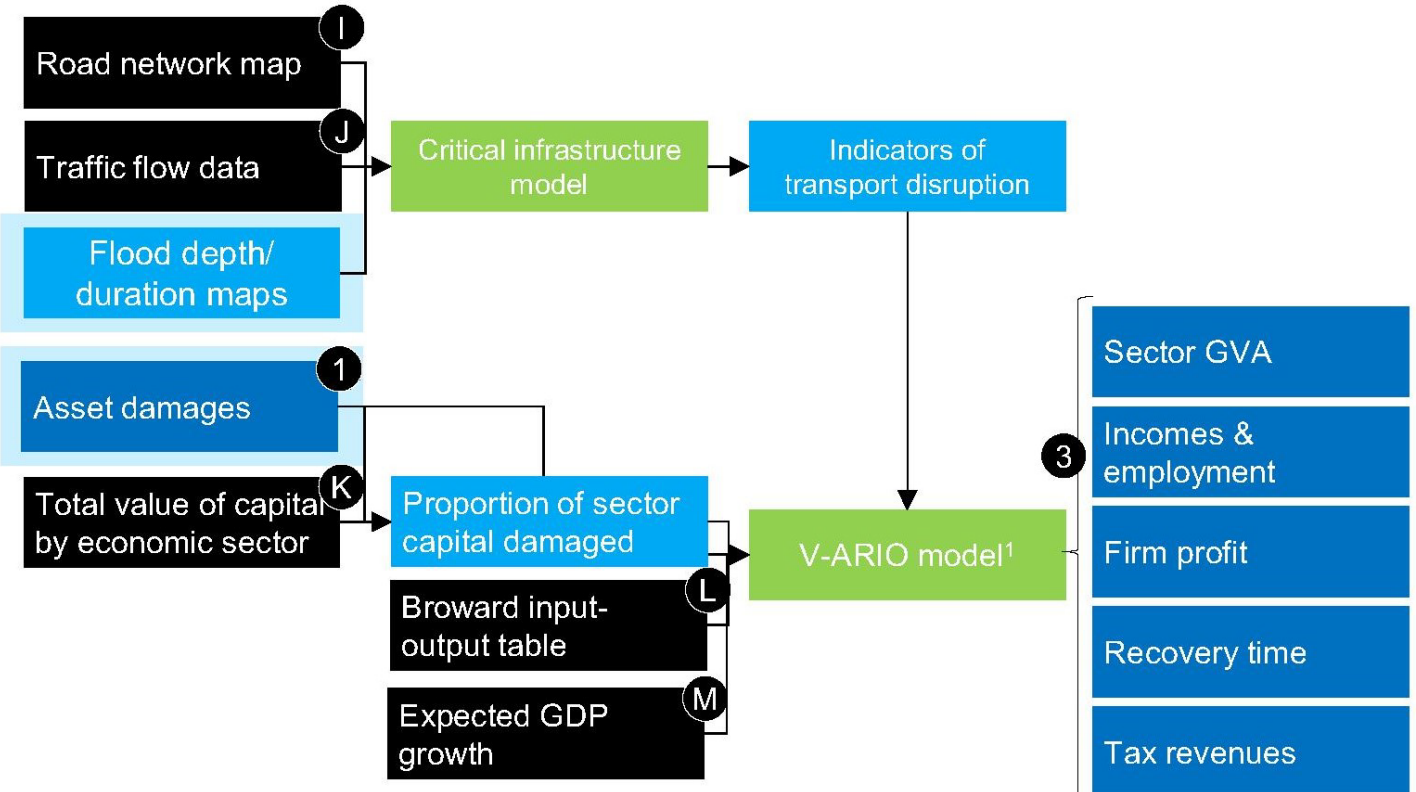 I
Road network map
J
Traffic flow data
Critical infrastructure
model
Indicators of
transport disruption
Flood depth/
duration maps
1
Asset damages
K
Total value of capital
by economic sector
Proportion of sector
capital damaged
L
Broward input-
output table
M
Expected GDP
growth
V-ARIO model¹
3
Sector GVA
Incomes &
employment
Firm profit
Recovery time
Tax revenues